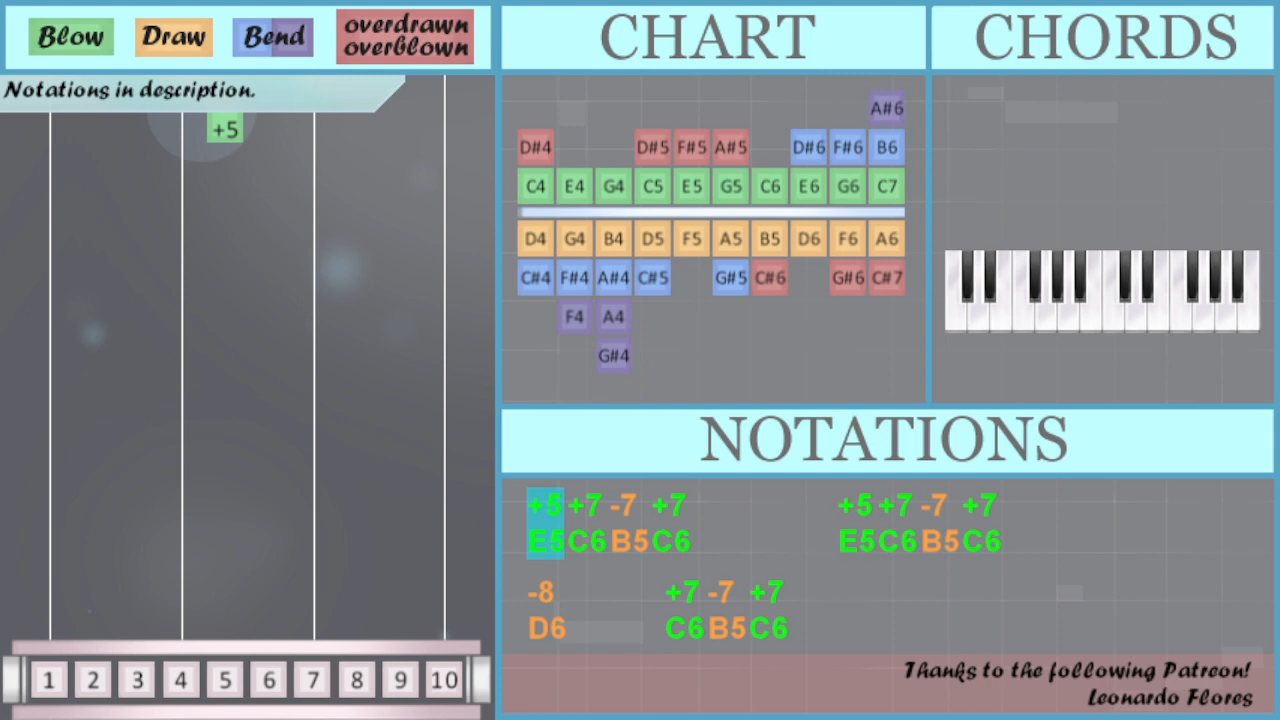 Blow Draw Bend overdrawn
overblown
CHART
CHORDS
Notations in description.
+5
A#6
D#4 D#5 F#5 A#5 D#6 F#6 B6
C4 E4 G4 C5 E5 G5 C6 E6 G6 C7
D4 G4 B4 D5 F5 A5 B5 D6 F6 A6
C#4 F#4 A#4 C#5 G#5 C#6 G#6 C#7
F4 A4
G#4
NOTATIONS
+5 +7 -7 +7 +5 +7 -7 +7
E5 C6 B5 C6 E5 C6 B5 C6
-8 +7 -7 +7
D6 C6 B5 C6
Thanks to the following Patreon!
Leonardo Flores
1 2 3 4 5 6 7 8 9 10